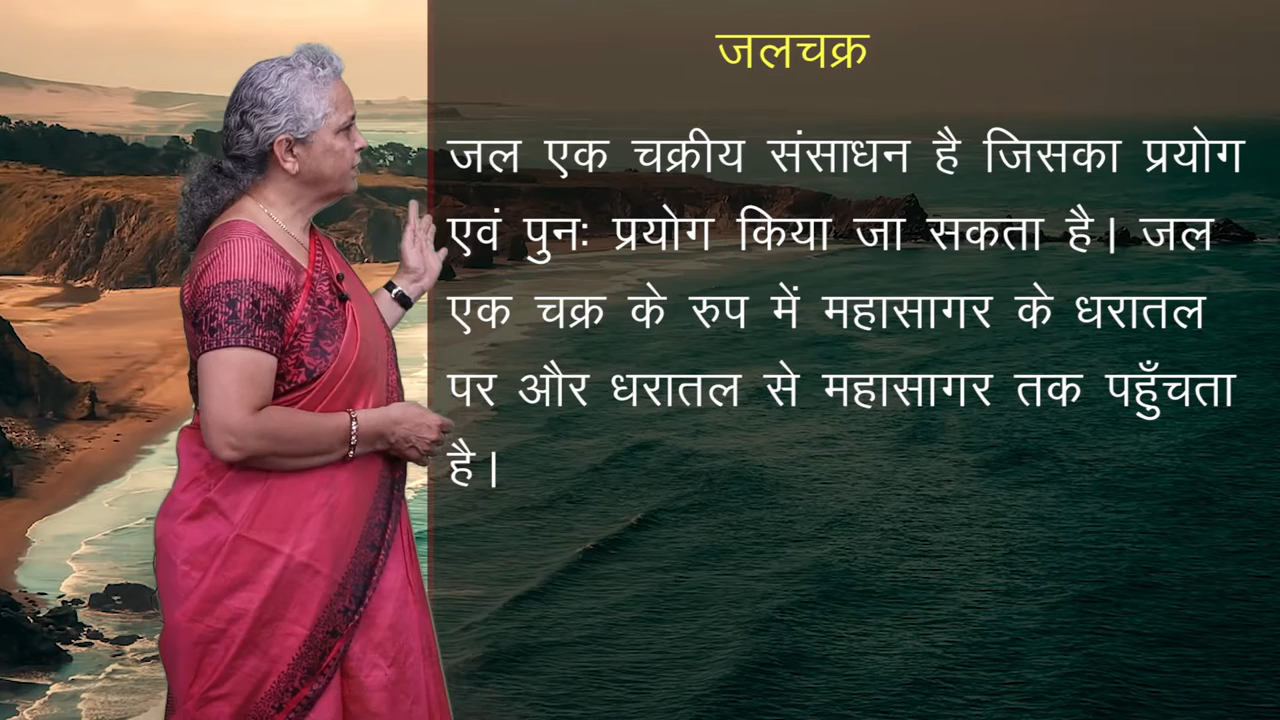 जलचक्र
जल एक चक्रीय संसाधन है जिसका प्रयोग
एवं पुनः प्रयोग किया जा सकता है। जल
एक चक्र के रुप में महासागर के धरातल
पर और धरातल से महासागर तक पहुँचता
है।